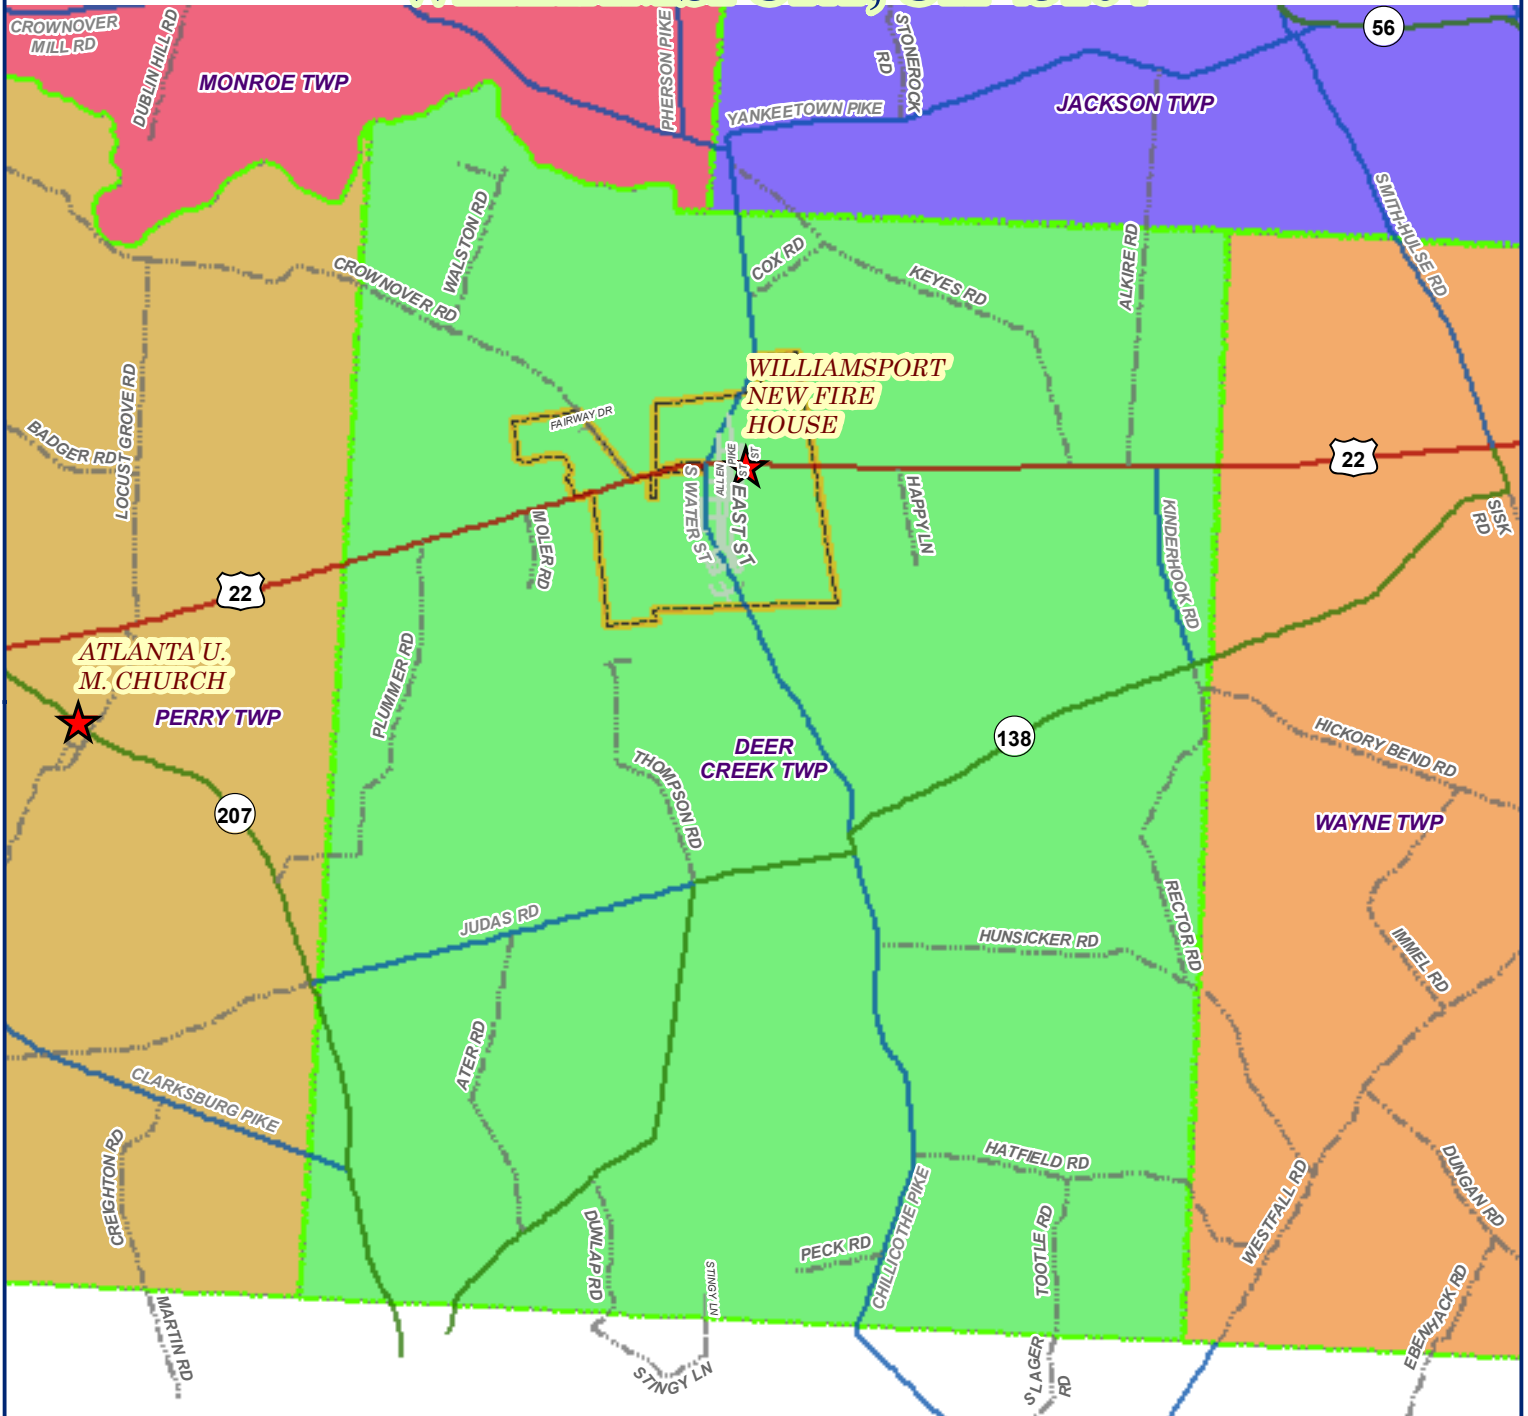 CROWNOVER
MILL RD
DUBLIN HILL RD
MONROE TWP
PHERSON PIKE
STONEROCK
RD
56
YANKEETOWN PIKE
JACKSON TWP
SMITH-HULSE RD
WALSTON RD
CROWNOVER RD
COX RD
KEYES RD
ALKIRE RD
LOCUST GROVE RD
BADGER RD
FAIRWAY DR
WILLIAMSPORT
NEW FIRE
HOUSE
22
S WATER ST
ALLEN
PIKE
ST
ST
EAST ST
HAPPY LN
KINDERHOOK RD
SISK
RD
MOLER RD
22
ATLANTA U.
M. CHURCH
PERRY TWP
PLUMMER RD
207
THOMPSON RD
DEER
CREEK TWP
138
HICKORY BEND RD
WAYNE TWP
RECTOR RD
IMMEL RD
JUDAS RD
HUNSICKER RD
ATER RD
CLARKSBURG PIKE
CREIGHTON RD
HATFIELD RD
CHILLICOTHE PIKE
PECK RD
TOOTLE RD
WESTFALL RD
DUNGAN RD
DUNLAP RD
STINGY LN
STINGY LN
MARTIN RD
SLAGER
RD
EBENHACK RD